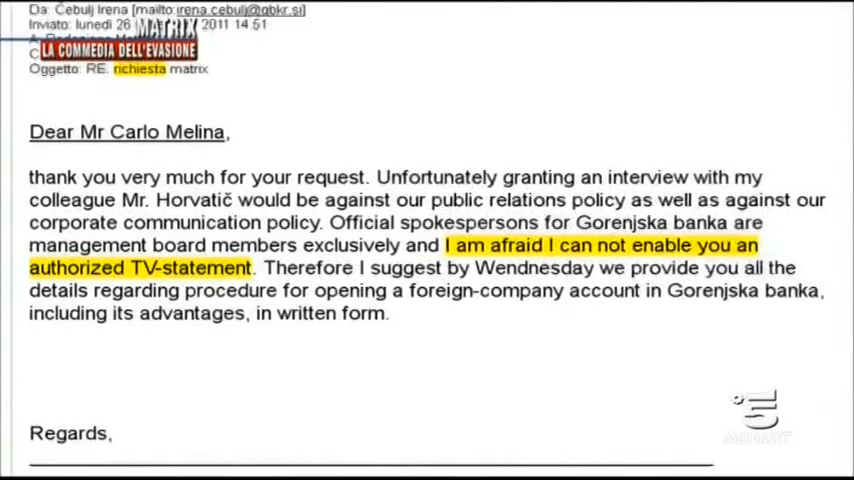 Da: Čebulj Irena [mailto:irena.cebulj@gbkr.si]
Inviato: lunedì 26 2011 14.51
MATRIX
LA COMMEDIA DELL'EVASIONE
Oggetto: RE: richiesta matrix
Dear Mr Carlo Melina,
thank you very much for your request. Unfortunately granting an interview with my
colleague Mr. Horvatič would be against our public relations policy as well as against our
corporate communication policy. Official spokespersons for Gorenjska banka are
management board members exclusively and I am afraid I can not enable you an
authorized TV-statement. Therefore I suggest by Wendnesday we provide you all the
details regarding procedure for opening a foreign-company account in Gorenjska banka,
including its advantages, in written form.
Regards,
5